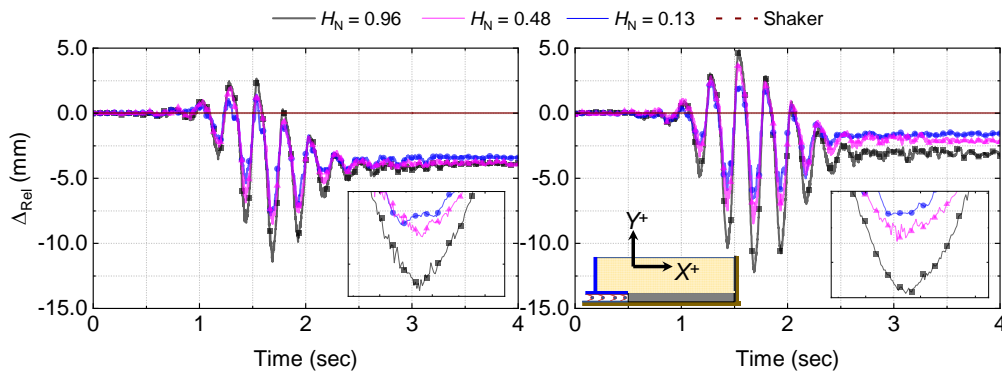 H_N = 0.96 H_N = 0.48 H_N = 0.13 Shaker
5.0 5.0
0.0 0.0
-5.0 -5.0
-10.0 -10.0
-15.0 -15.0
Δ_Rel (mm)
Y+
X+
0 1 2 3 4 0 1 2 3 4
Time (sec) Time (sec)